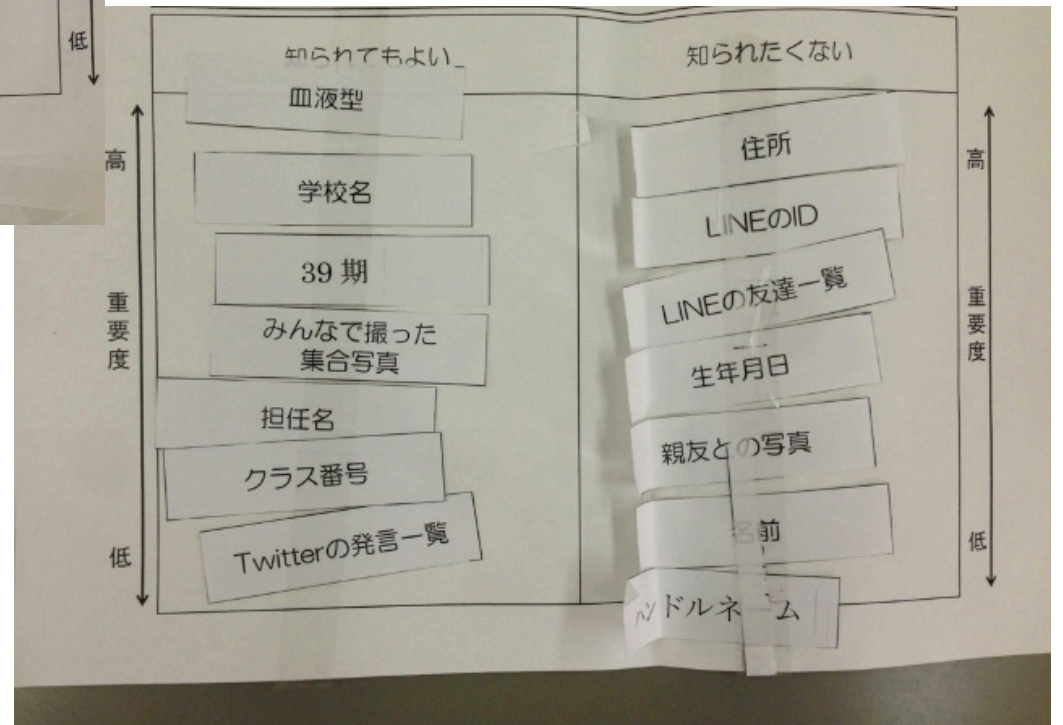 低
知られてもよい
知られたくない
血液型
学校名
39期
みんなで撮った
集合写真
担任名
クラス番号
Twitterの発言一覧
住所
LINEのID
LINEの友達一覧
生年月日
親友との写真
名前
ハンドルネーム
高
重要度
低
高
重要度
低